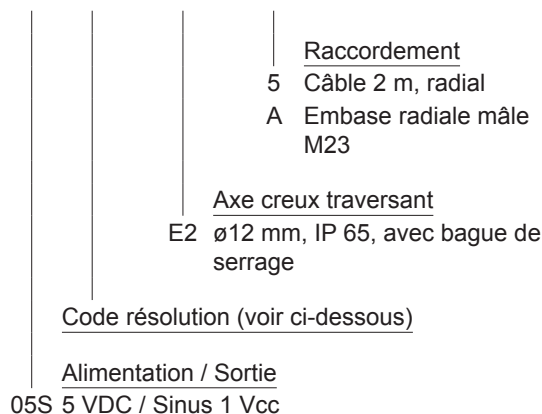 Raccordement
5 Câble 2 m, radial
A Embase radiale mâle
M23
Axe creux traversant
E2 ø12 mm, IP 65, avec bague de
serrage
Code résolution (voir ci-dessous)
Alimentation / Sortie
05S 5 VDC / Sinus 1 Vcc